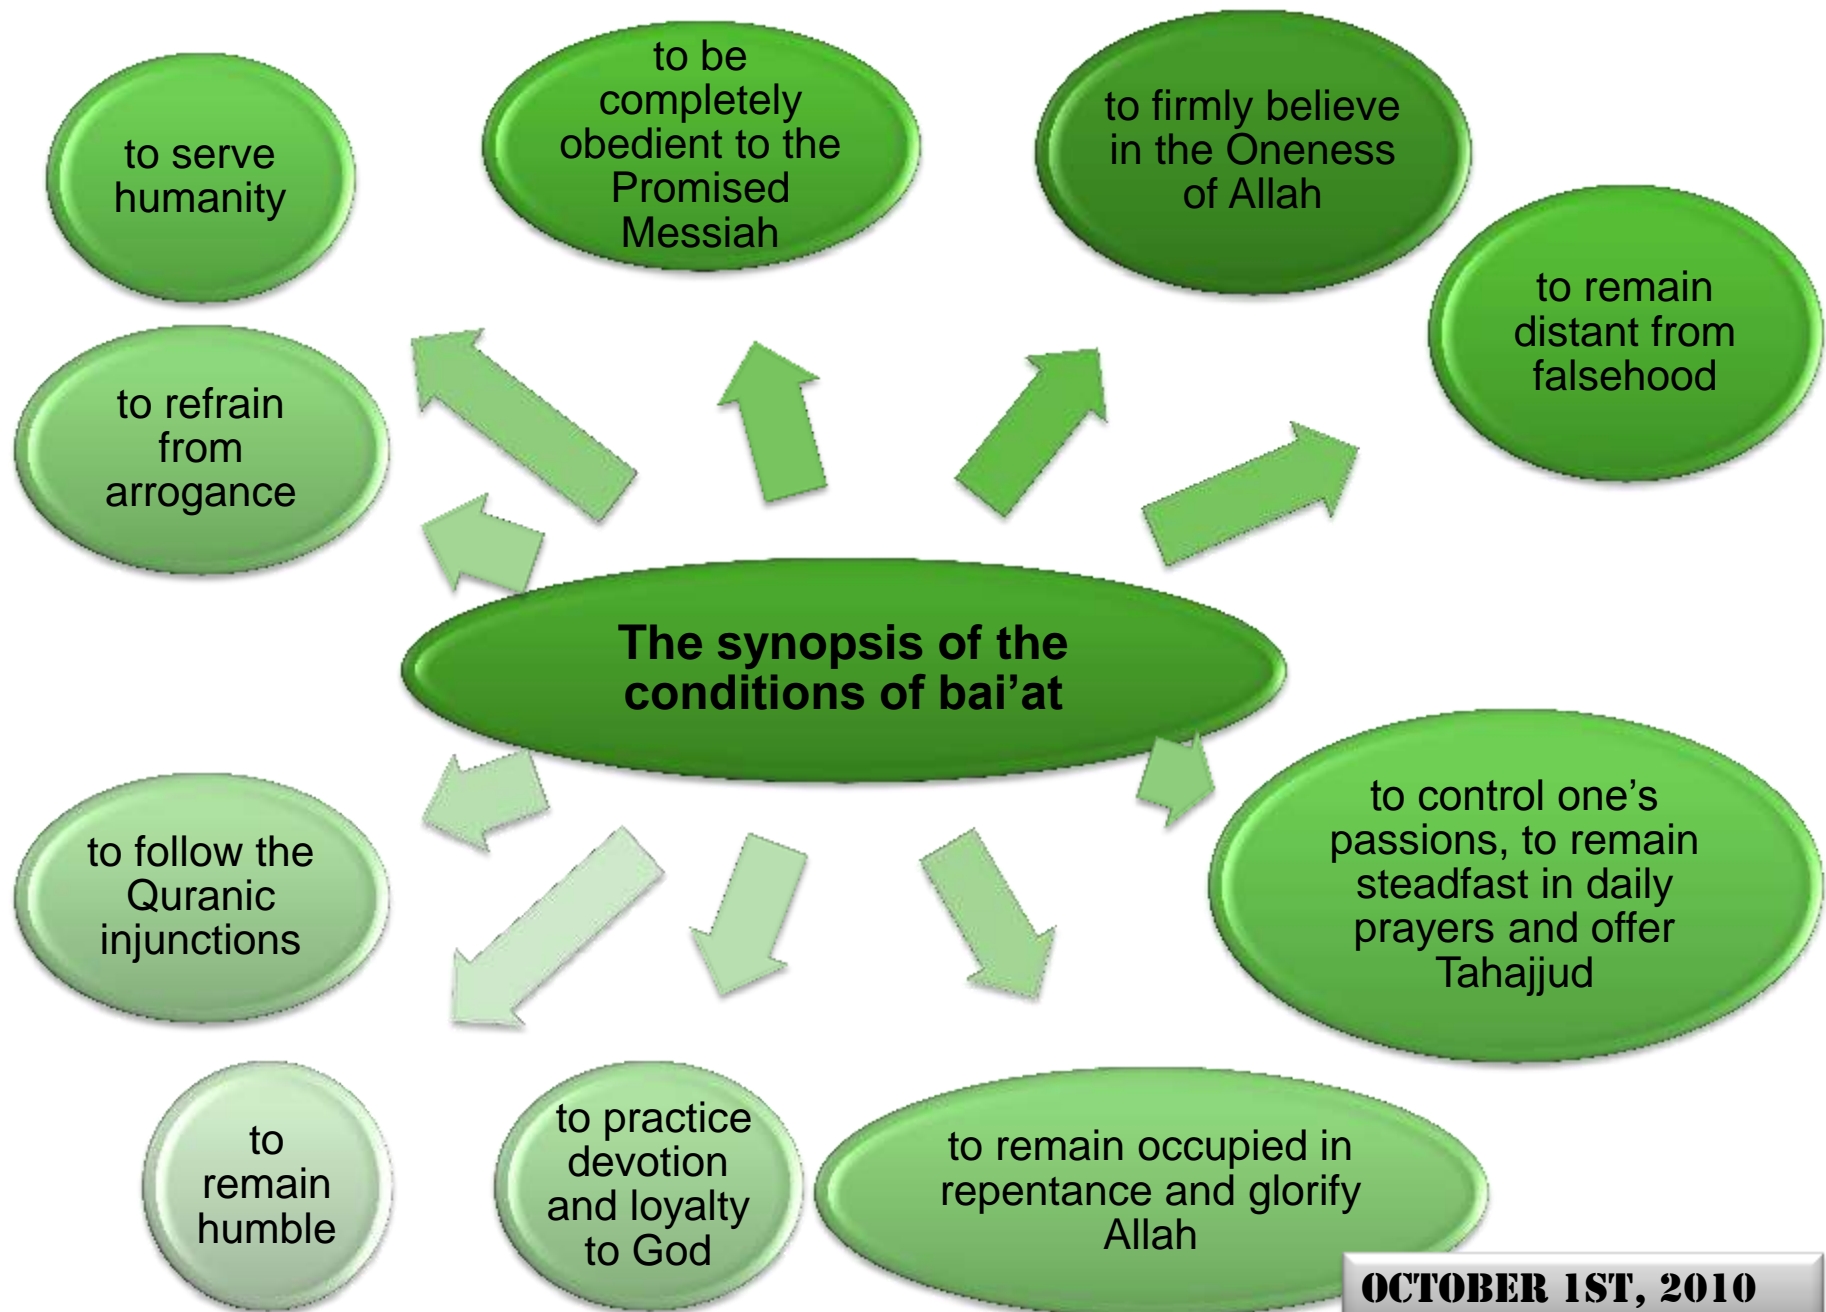 to serve
humanity
to be
completely
obedient to the
Promised
Messiah
to firmly believe
in the Oneness
of Allah
to remain
distant from
falsehood
to refrain
from
arrogance
The synopsis of the
conditions of bai’at
to follow the
Quranic
injunctions
to control one’s
passions, to remain
steadfast in daily
prayers and offer
Tahajjud
to
remain
humble
to practice
devotion
and loyalty
to God
to remain occupied in
repentance and glorify
Allah
OCTOBER 1ST, 2010